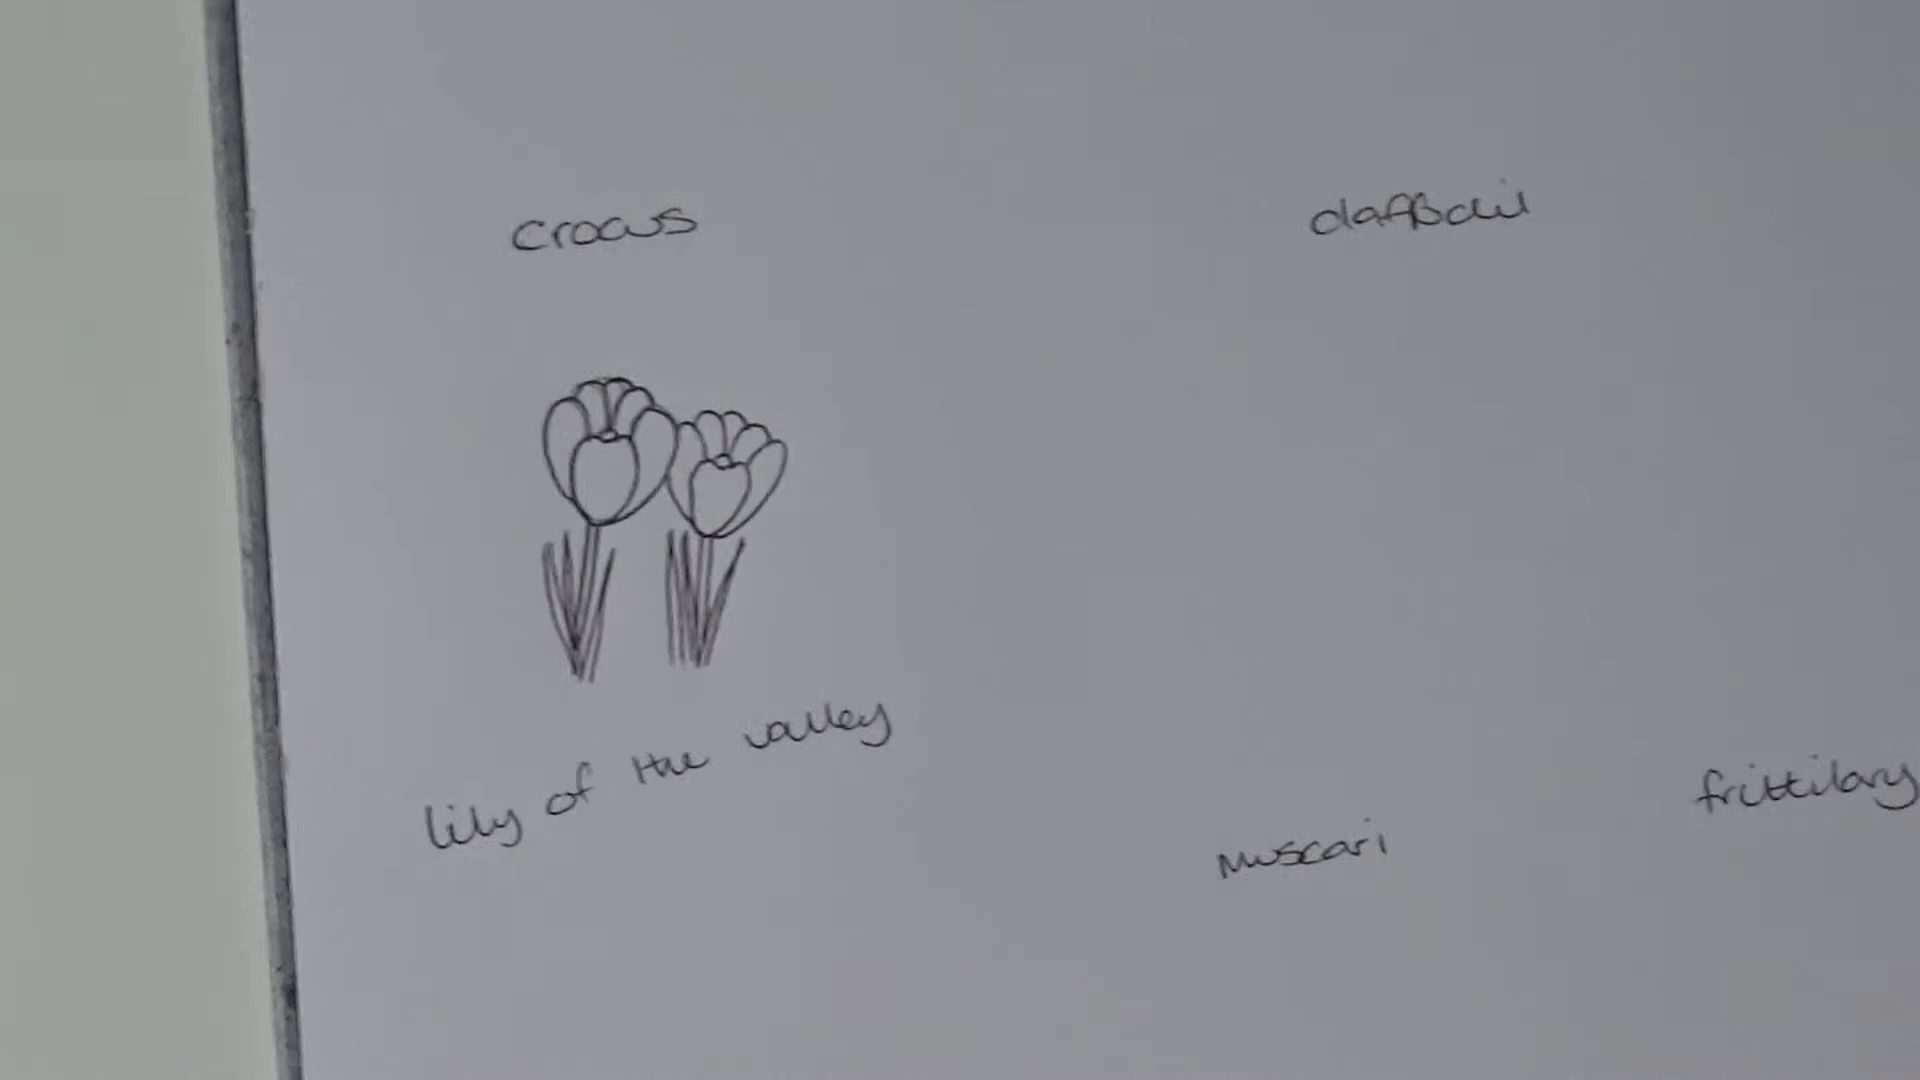 crocus
daffodil
lily of the valley
muscari
frittilary